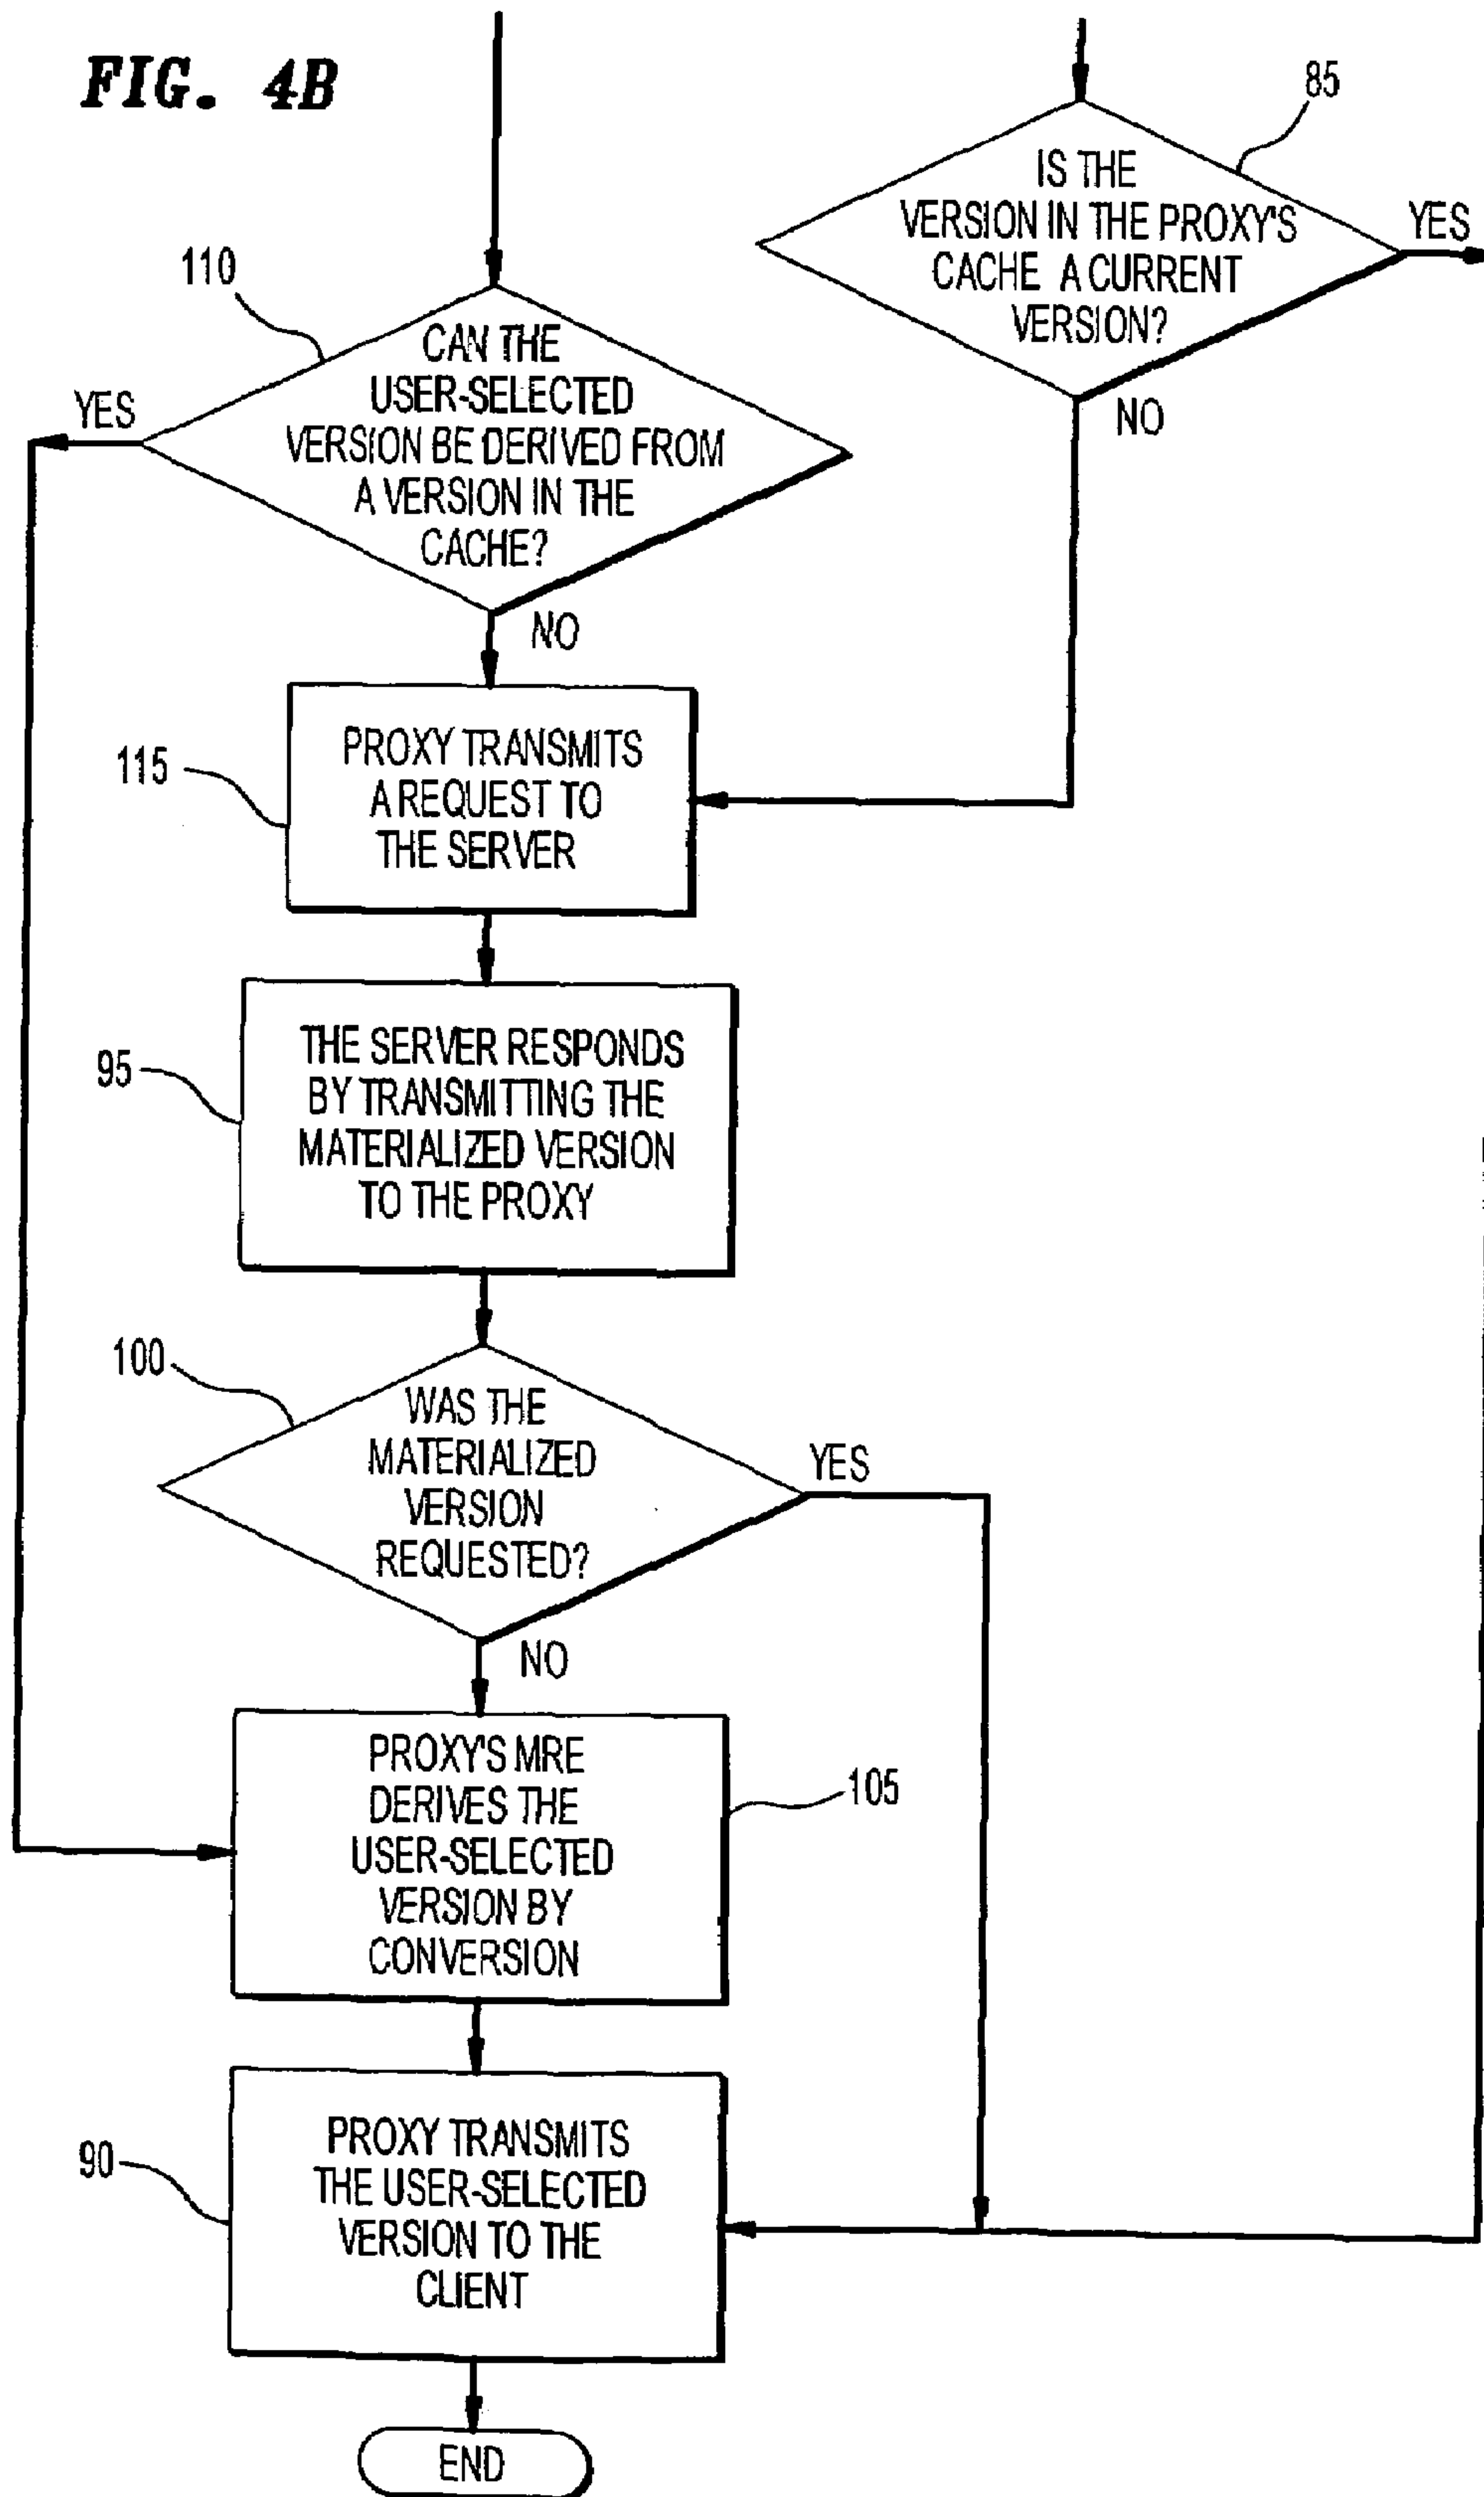 FIG. 4B
85
IS THE
VERSION IN THE PROXY'S
CACHE A CURRENT
VERSION?
YES
NO
110
CAN THE
USER-SELECTED
VERSION BE DERIVED FROM
A VERSION IN THE
CACHE?
YES
NO
115
PROXY TRANSMITS
A REQUEST TO
THE SERVER
95
THE SERVER RESPONDS
BY TRANSMITTING THE
MATERIALIZED VERSION
TO THE PROXY
100
WAS THE
MATERIALIZED
VERSION
REQUESTED?
YES
NO
PROXY'S MRE
DERIVES THE
USER-SELECTED
VERSION BY
CONVERSION
105
90
PROXY TRANSMITS
THE USER-SELECTED
VERSION TO THE
CLIENT
END